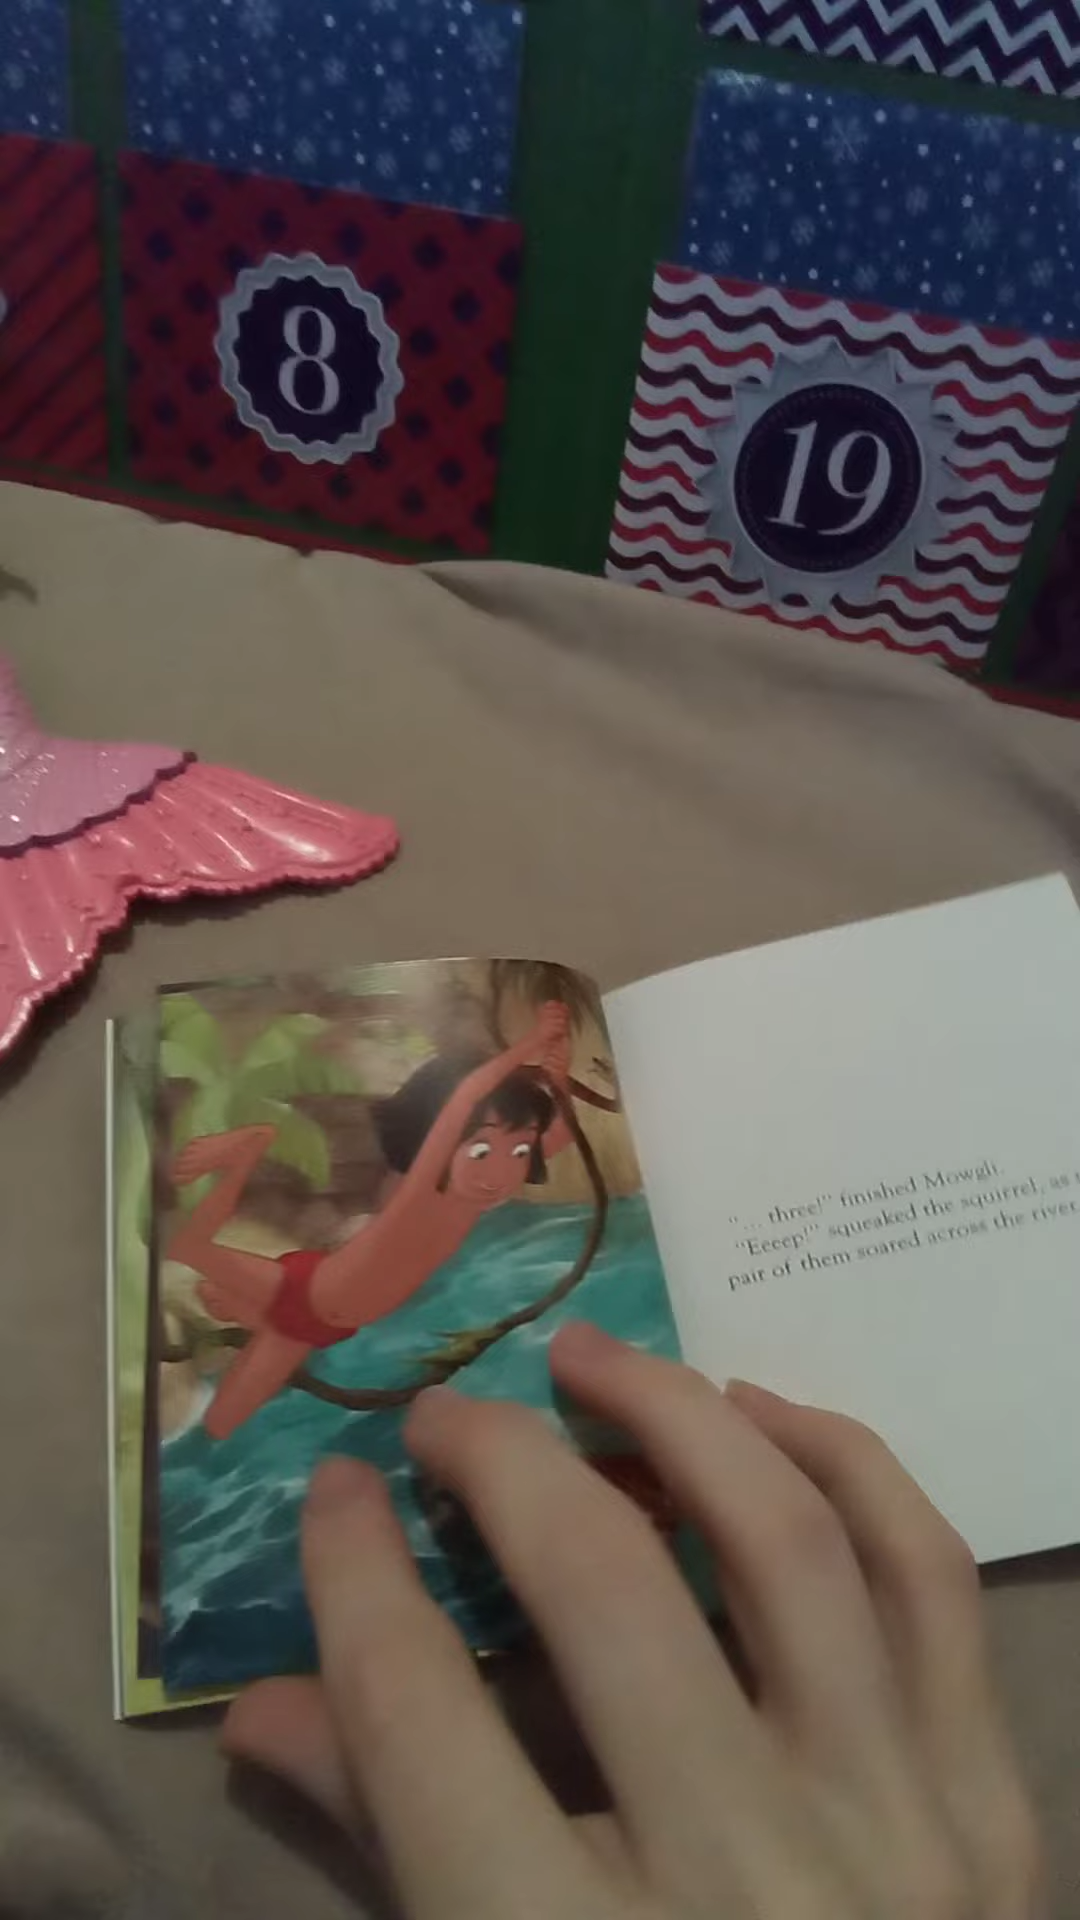 8
19
"... three!" finished Mowgli.
"Eeeep!" squeaked the squirrel, as
pair of them soared across the river.